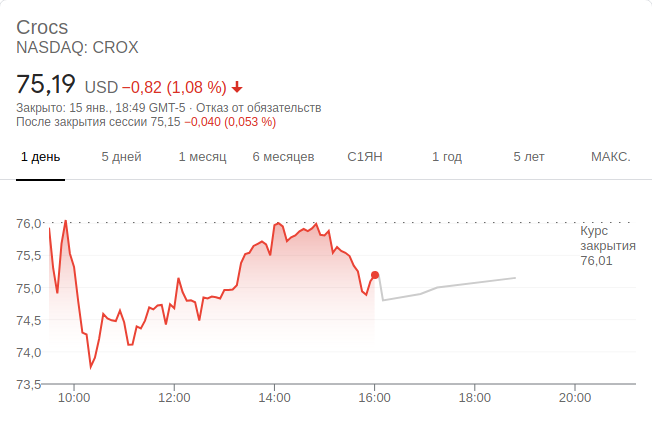 Crocs
NASDAQ: CROX
75,19 USD −0,82 (1,08 %)
Закрыто: 15 янв., 18:49 GMT-5 · Отказ от обязательств
После закрытия сессии 75,15 −0,040 (0,053 %)
1 день 5 дней 1 месяц 6 месяцев С1ЯН 1 год 5 лет МАКС.
76,0
Курс
закрытия
76,01
75,5
75,0
74,5
74,0
73,5
10:00 12:00 14:00 16:00 18:00 20:00